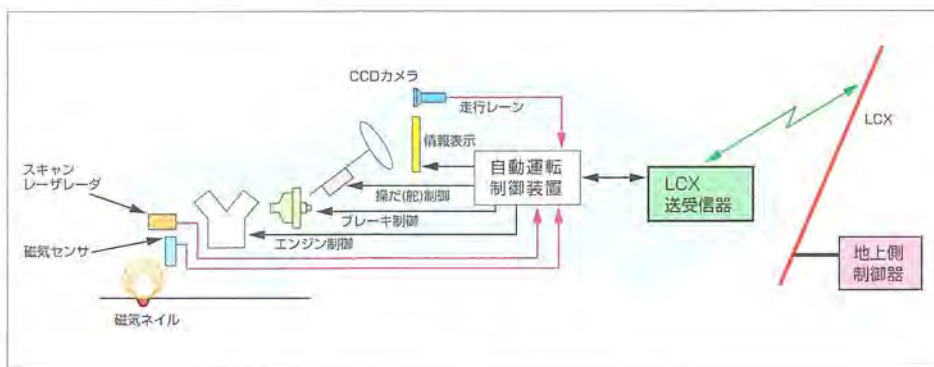 CCDカメラ
走行レーン
LCX
情報表示
スキャン
レーザレーダ
自動運転
制御装置
LCX
送受信器
操だ(舵)制御
ブレーキ制御
エンジン制御
磁気センサ
地上側
制御器
磁気ネイル